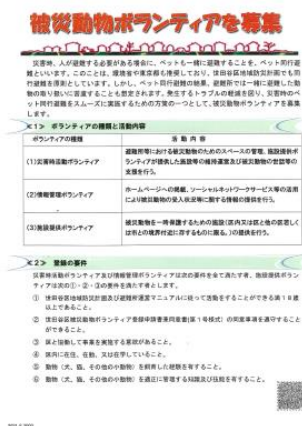 被災動物ボランティアを募集
災害時、人が避難する必要がある場合に、ペットも一緒に避難することを、ペット同行避
難といいます。このことは、環境省や東京都も推奨しており、世田谷区地域防災計画でも同
行避難を原則としています。しかし、ペット同行避難の結果、避難所で一緒に避難した動
物の取り扱いに苦慮することも想定されます。発生するトラブルの軽減を図り、災害時のペ
ット同行避難をスムーズに実施するための方策の一つとして、被災動物ボランティアを募集
します。
≪1≫ ボランティアの種類と活動内容
ボランティアの種類
活動内容
(1)災害時活動ボランティア
避難所等における被災動物のためのスペースの管理、施設提供ボ
ランティアが提供した施設等の維持運営及び被災動物の世話等の
支援を行う。
(2)情報管理ボランティア
ホームページへの掲載、ソーシャルネットワークサービス等の活用
により被災動物の受入状況等に関する情報の提供を行う。
(3)施設提供ボランティア
被災動物を一時保護するための施設(区内又は区と他の区若しく
は市との境界付近に存するものに限る。)の提供を行う。
≪2≫ 登録の要件
災害時活動ボランティア及び情報管理ボランティアは次の要件を全て満たす者、施設提供ボラン
ティアは次の①・②・③の要件を満たす者とします。
① 世田谷区地域防災計画及び避難所運営マニュアルに従って活動をすることができる満18歳
以上であること。
② 世田谷区被災動物ボランティア登録申請書兼同意書(第1号様式)の同意事項を遵守すること
ができること。
③ 区と協働して事業を実施する意欲があること。
④ 区内に在住、在勤、又は在学していること。
⑤ 動物(犬、猫、その他の小動物)を飼養した経験を有すること。
⑥ 動物(犬、猫、その他の小動物)を適正に管理する知識及び技能を有すること。